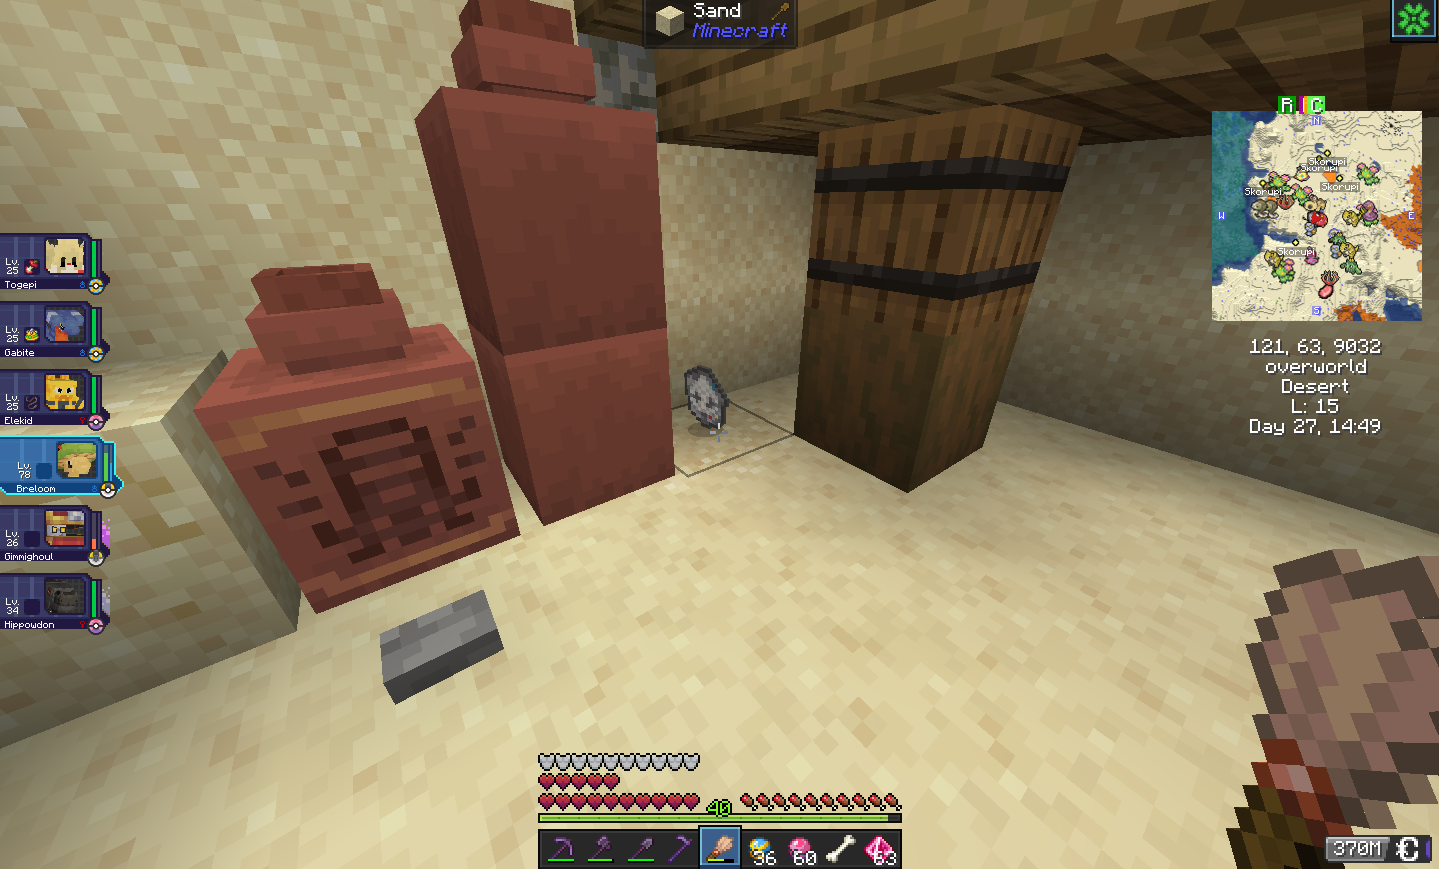 Sand
Minecraft
R C
N
Skorupi
Skorupi
Skorupi
Skorupi
W
E
Skorupi
S
121, 63, 9032
overworld
Desert
L: 15
Day 27, 14:49
Lv.
25
Togepi
Lv.
25
Gabite
Lv.
25
Elekid
Lv.
78
Breloom
Lv.
26
Gimmighoul
Lv.
34
Hippowdon
40
36
60
63
370M
C